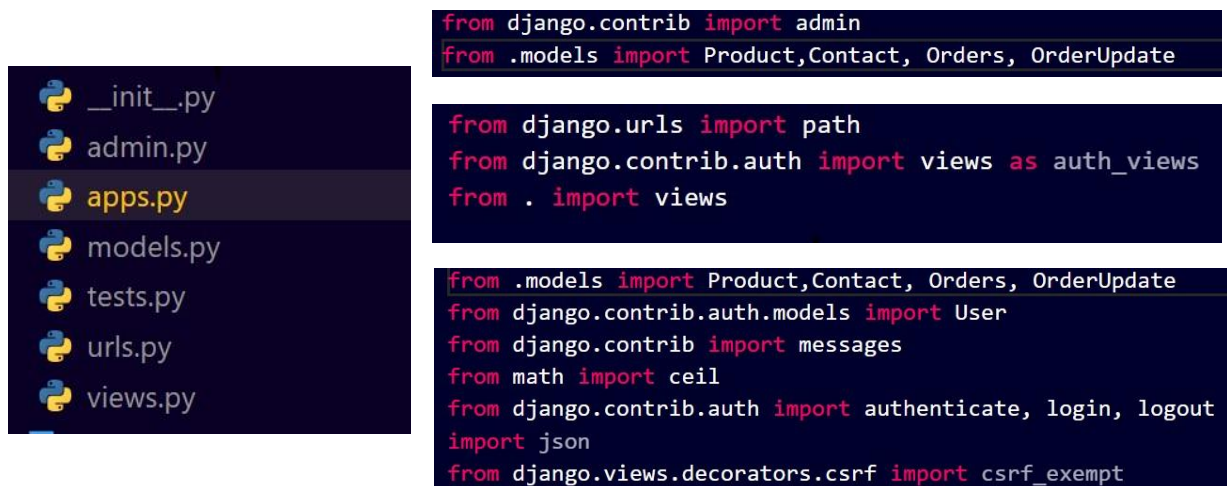 __init__.py
admin.py
apps.py
models.py
tests.py
urls.py
views.py
from django.contrib import admin
from .models import Product,Contact, Orders, OrderUpdate
from django.urls import path
from django.contrib.auth import views as auth_views
from . import views
from .models import Product,Contact, Orders, OrderUpdate
from django.contrib.auth.models import User
from django.contrib import messages
from math import ceil
from django.contrib.auth import authenticate, login, logout
import json
from django.views.decorators.csrf import csrf_exempt